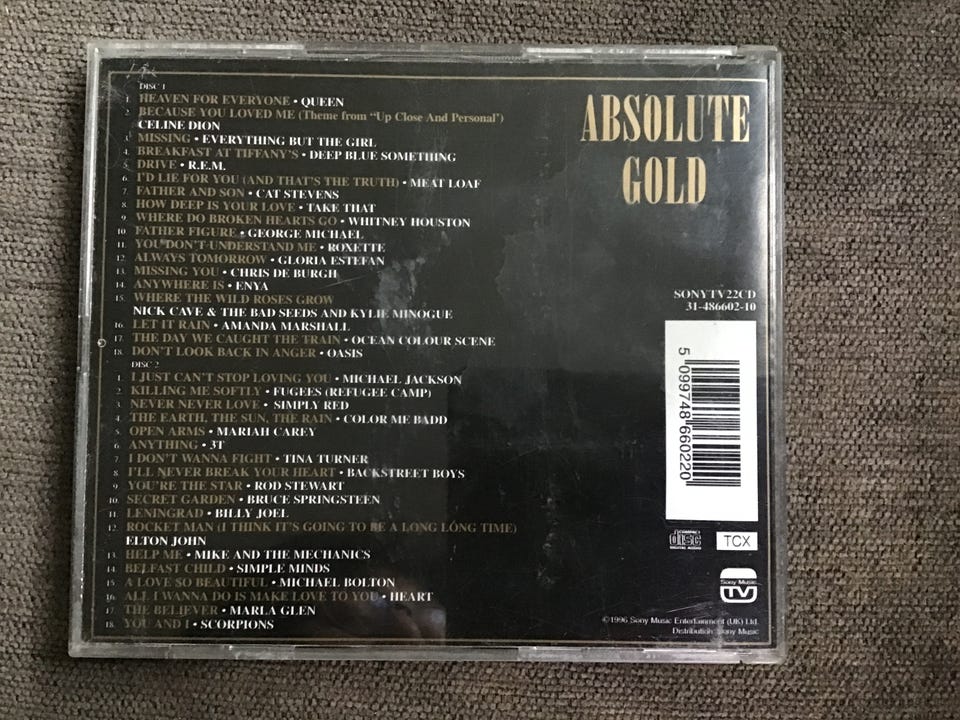 DISC 1
1. HEAVEN FOR EVERYONE • QUEEN
2. BECAUSE YOU LOVED ME (Theme from "Up Close And Personal')
CELINE DION
3. MISSING • EVERYTHING BUT THE GIRL
4. BREAKFAST AT TIFFANY'S • DEEP BLUE SOMETHING
5. DRIVE • R.E.M.
6. I'D LIE FOR YOU (AND THAT'S THE TRUTH) • MEAT LOAF
7. FATHER AND SON • CAT STEVENS
8. HOW DEEP IS YOUR LOVE • TAKE THAT
9. WHERE DO BROKEN HEARTS GO • WHITNEY HOUSTON
10. FATHER FIGURE • GEORGE MICHAEL
11. YOU DON'T UNDERSTAND ME • ROXETTE
12. ALWAYS TOMORROW • GLORIA ESTEFAN
13. MISSING YOU • CHRIS DE BURGH
14. ANYWHERE IS • ENYA
15. WHERE THE WILD ROSES GROW
NICK CAVE & THE BAD SEEDS AND KYLIE MINOGUE
16. LET IT RAIN • AMANDA MARSHALL
17. THE DAY WE CAUGHT THE TRAIN • OCEAN COLOUR SCENE
18. DON'T LOOK BACK IN ANGER • OASIS
DISC 2
1. I JUST CAN'T STOP LOVING YOU • MICHAEL JACKSON
2. KILLING ME SOFTLY • FUGEES (REFUGEE CAMP)
3. NEVER NEVER LOVE • SIMPLY RED
4. THE EARTH, THE SUN, THE RAIN • COLOR ME BADD
5. OPEN ARMS • MARIAH CAREY
6. ANYTHING • 3T
7. I DON'T WANNA FIGHT • TINA TURNER
8. I'LL NEVER BREAK YOUR HEART • BACKSTREET BOYS
9. YOU'RE THE STAR • ROD STEWART
10. SECRET GARDEN • BRUCE SPRINGSTEEN
11. LENINGRAD • BILLY JOEL
12. ROCKET MAN (I THINK IT'S GOING TO BE A LONG LONG TIME)
ELTON JOHN
13. HELP ME • MIKE AND THE MECHANICS
14. BELFAST CHILD • SIMPLE MINDS
15. A LOVE SO BEAUTIFUL • MICHAEL BOLTON
16. ALL I WANNA DO IS MAKE LOVE TO YOU • HEART
17. THE BELIEVER • MARLA GLEN
18. YOU AND I • SCORPIONS
ABSOLUTE
GOLD
SONYTV22CD
31-486602-10
5 099748 660220
COMPACT
disc
DIGITAL AUDIO
TCX
Sony Music
TV
©1996 Sony Music Entertainment (UK) Ltd.
Distribution: Sony Music